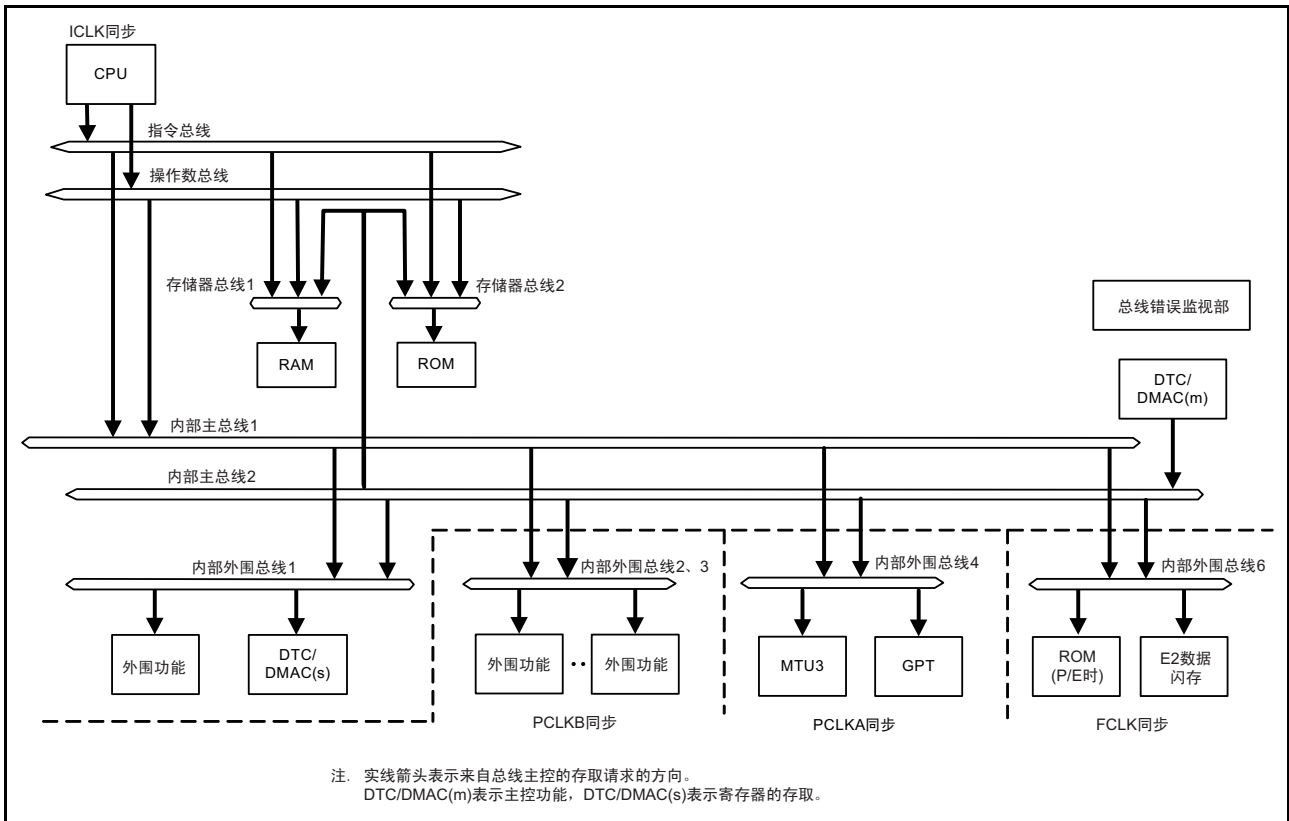 ICLK同步
CPU
指令总线
操作数总线
存储器总线1
存储器总线2
总线错误监视部
RAM
ROM
DTC/
DMAC(m)
内部主总线1
内部主总线2
内部外围总线1
内部外围总线2、3
内部外围总线4
内部外围总线6
外围功能
DTC/
DMAC(s)
外围功能
··
外围功能
MTU3
GPT
ROM
(P/E时)
E2数据
闪存
PCLKB同步
PCLKA同步
FCLK同步
注. 实线箭头表示来自总线主控的存取请求的方向。
DTC/DMAC(m)表示主控功能，DTC/DMAC(s)表示寄存器的存取。